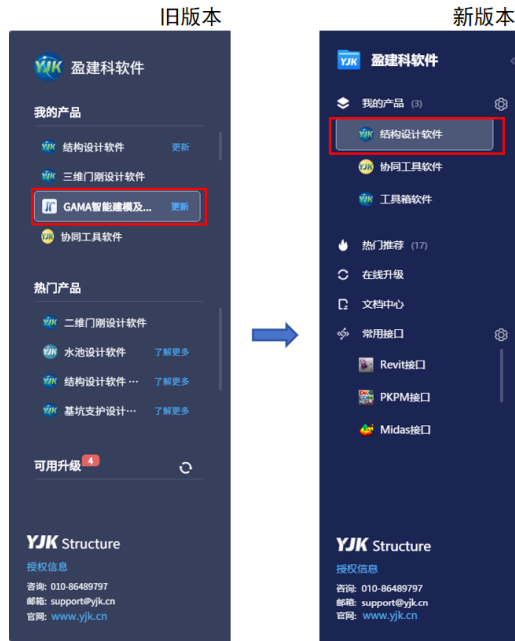 旧版本
YJK 盈建科软件
我的产品
YJK 结构设计软件 更新
YJK 三维门刚设计软件
GAMA智能建模及... 更新
YJK 协同工具软件
热门产品
YJK 二维门刚设计软件
YJK 水池设计软件 了解更多
YJK 结构设计软件 ··· 了解更多
YJK 基坑支护设计··· 了解更多
可用升级 4
YJK Structure
授权信息
咨询: 010-86489797
邮箱: support@yjk.cn
官网: www.yjk.cn
新版本
YJK 盈建科软件
我的产品 (3)
YJK 结构设计软件
YJK 协同工具软件
YJK 工具箱软件
热门推荐 (17)
在线升级
文档中心
常用接口
Revit接口
PKPM接口
Midas接口
YJK Structure
授权信息
咨询: 010-86489797
邮箱: support@yjk.cn
官网: www.yjk.cn